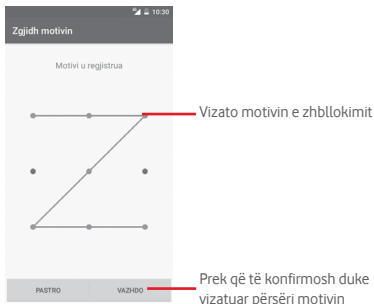 4G 10:30
Zgjidh motivin
Motivi u regjistrua
Vizato motivin e zhbllokimit
Prek që të konfirmosh duke
vizatuar përsëri motivin
PASTRO VAZHDO